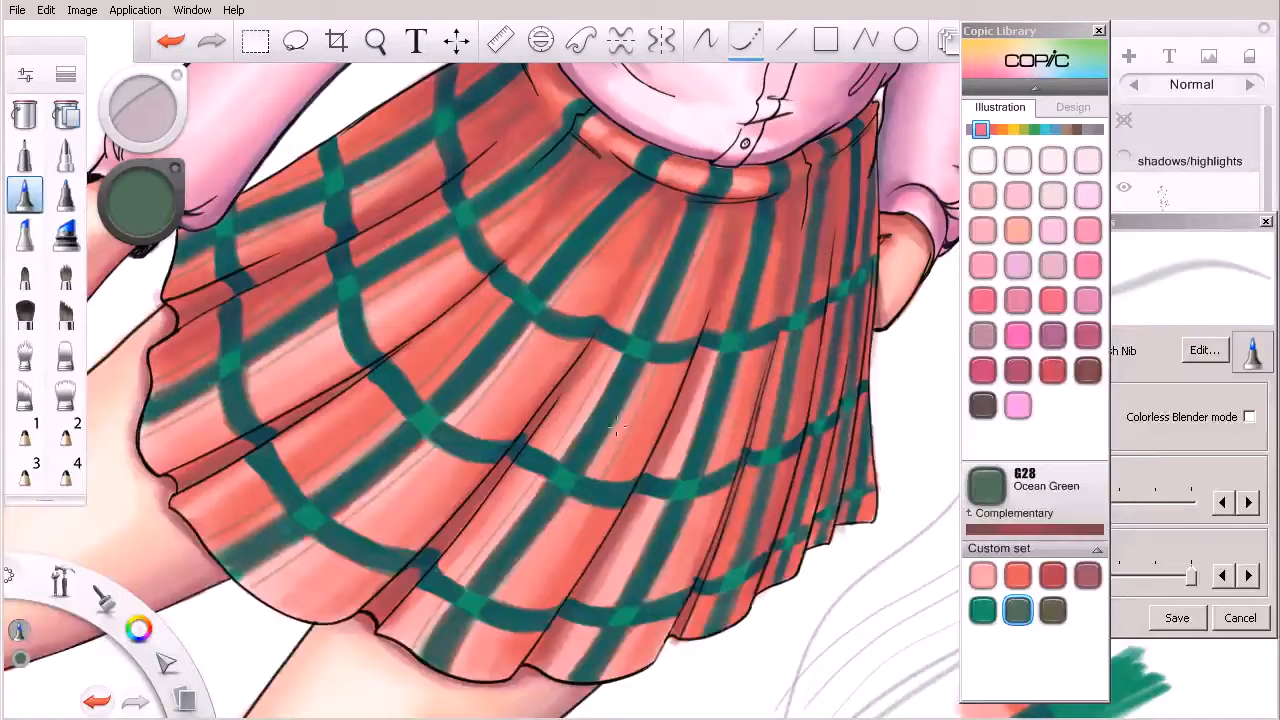 File Edit Image Application Window Help
T
Copic Library
COPIC
Illustration Design
T
Normal
shadows/highlights
s
h Nib
Edit...
Colorless Blender mode
1 2
3 4
G28
Ocean Green
Complementary
Custom set
Save Cancel